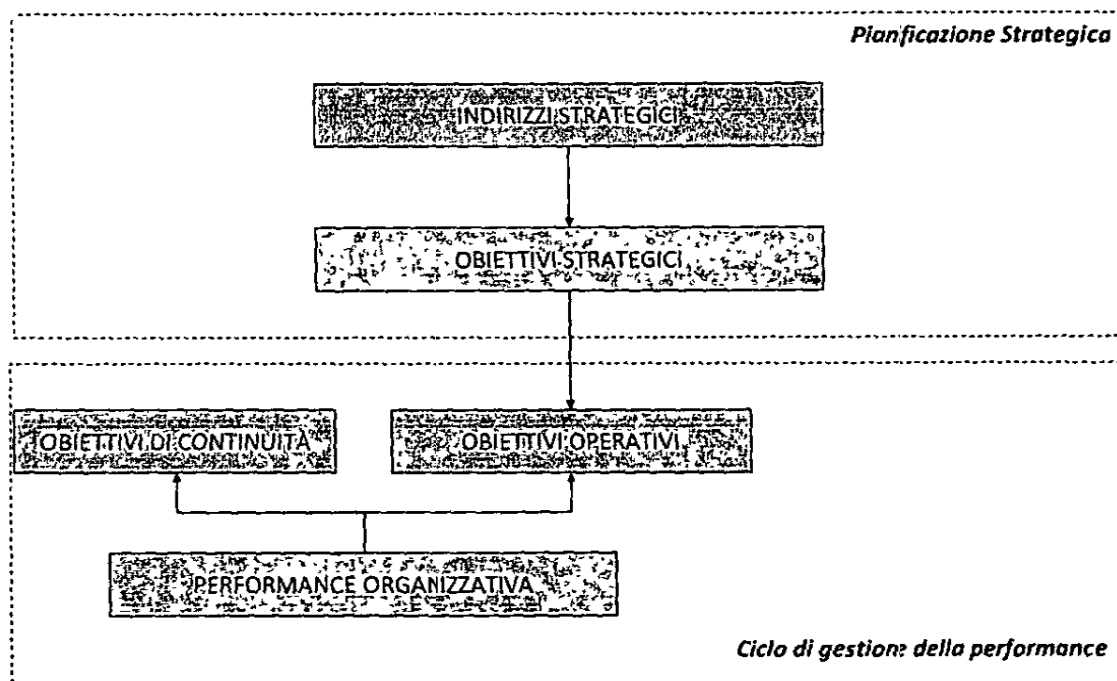 Pianificazione Strategica
INDIRIZZI STRATEGICI
OBIETTIVI STRATEGICI
OBIETTIVI DI CONTINUITÀ
OBIETTIVI OPERATIVI
PERFORMANCE ORGANIZZATIVA
Ciclo di gestione della performance